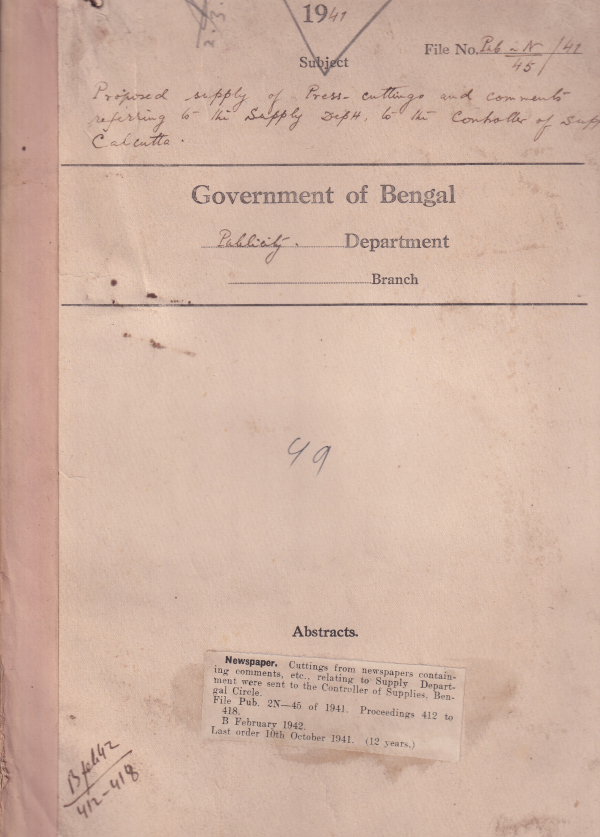 1941
File No. Pub 2N/41
45
Subject
Proposed supply of Press-cuttings and comments
referring to the Supply Deptt. to the Controller of Supp
Calcutta.
Government of Bengal
Publicity. Department
Branch
49
Abstracts.
Newspaper. Cuttings from newspapers contain-
ing comments, etc., relating to Supply Depart-
ment were sent to the Controller of Supplies, Ben-
gal Circle.
File Pub. 2N—45 of 1941. Proceedings 412 to
418.
B February 1942.
Last order 10th October 1941. (12 years.)
B feb 42
412-418